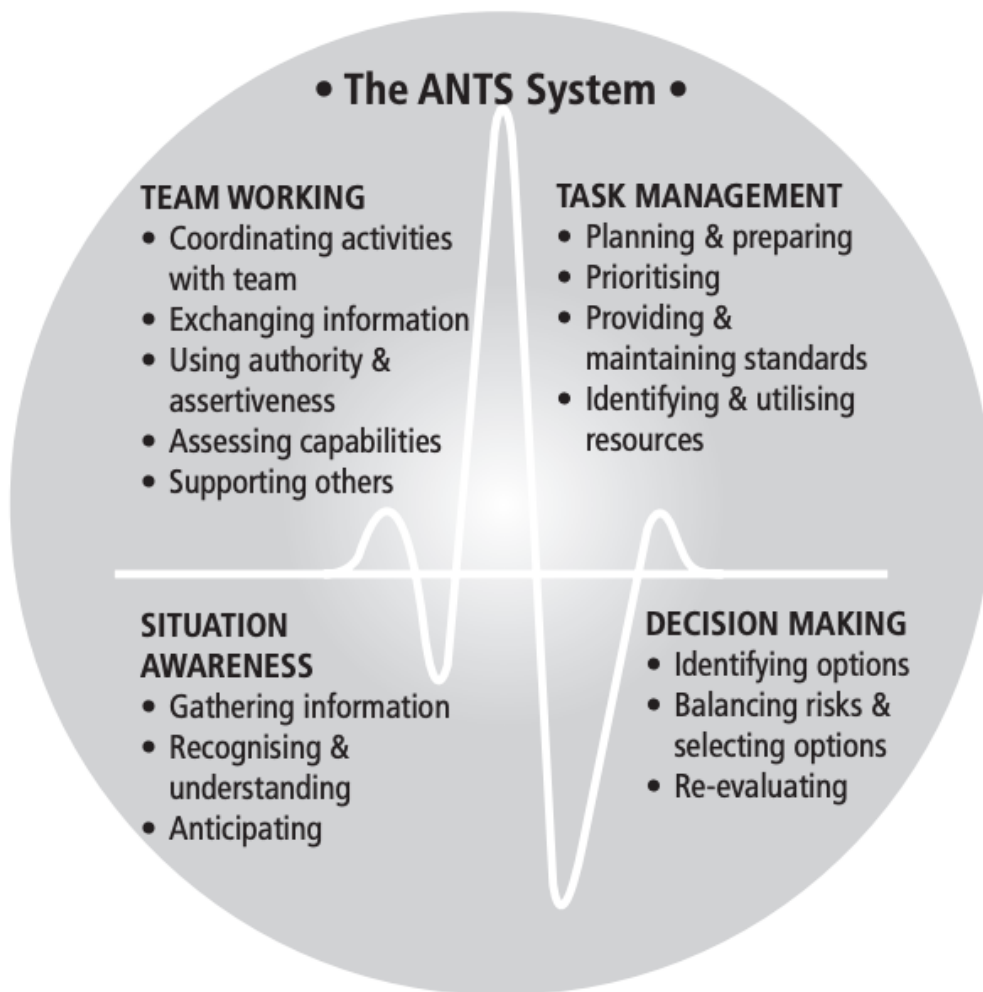 • The ANTS System •
TEAM WORKING
• Coordinating activities
with team
• Exchanging information
• Using authority &
assertiveness
• Assessing capabilities
• Supporting others
TASK MANAGEMENT
• Planning & preparing
• Prioritising
• Providing &
maintaining standards
• Identifying & utilising
resources
SITUATION
AWARENESS
• Gathering information
• Recognising &
understanding
• Anticipating
DECISION MAKING
• Identifying options
• Balancing risks &
selecting options
• Re-evaluating